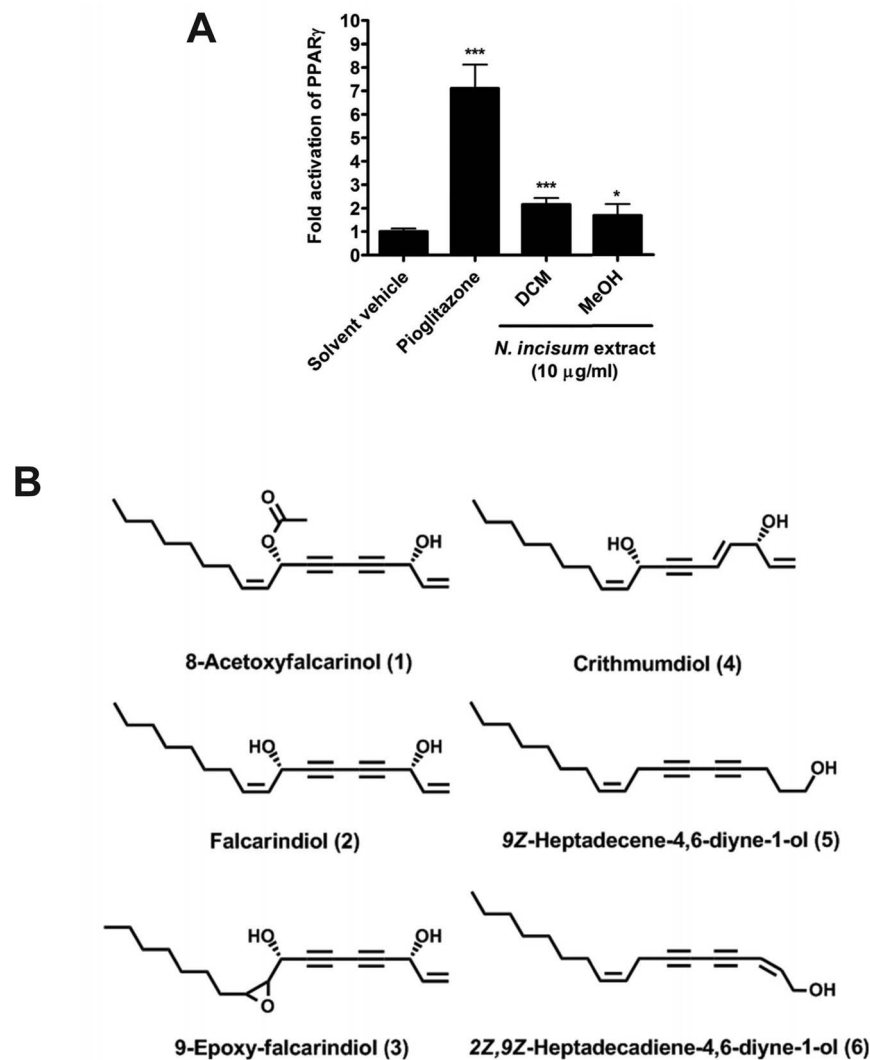 A
Fold activation of PPARγ
10
9
8
7
6
5
4
3
2
1
0
***
***
*
Solvent vehicle
Pioglitazone
DCM
MeOH
N. incisum extract
(10 μg/ml)
B
O
O
OH
8-Acetoxyfalcarinol (1)
HO
OH
Crithmumdiol (4)
HO
OH
Falcarindiol (2)
OH
9Z-Heptadecene-4,6-diyne-1-ol (5)
HO
OH
O
9-Epoxy-falcarindiol (3)
OH
2Z,9Z-Heptadecadiene-4,6-diyne-1-ol (6)